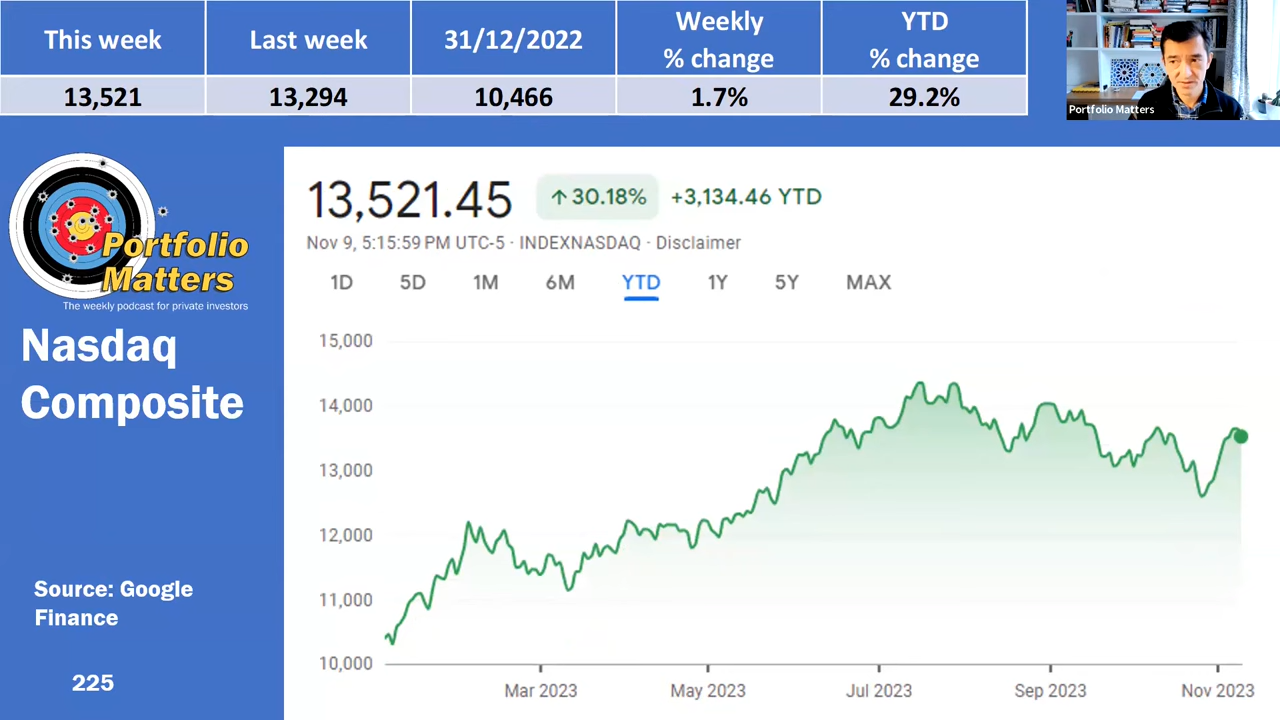 This week
Last week
31/12/2022
Weekly
% change
YTD
% change
13,521
13,294
10,466
1.7%
29.2%
Portfolio Matters
Portfolio
Matters
The weekly podcast for private investors
Nasdaq
Composite
Source: Google
Finance
225
13,521.45
↑ 30.18%
+3,134.46 YTD
Nov 9, 5:15:59 PM UTC-5 · INDEXNASDAQ · Disclaimer
1D
5D
1M
6M
YTD
1Y
5Y
MAX
15,000
14,000
13,000
12,000
11,000
10,000
Mar 2023
May 2023
Jul 2023
Sep 2023
Nov 2023